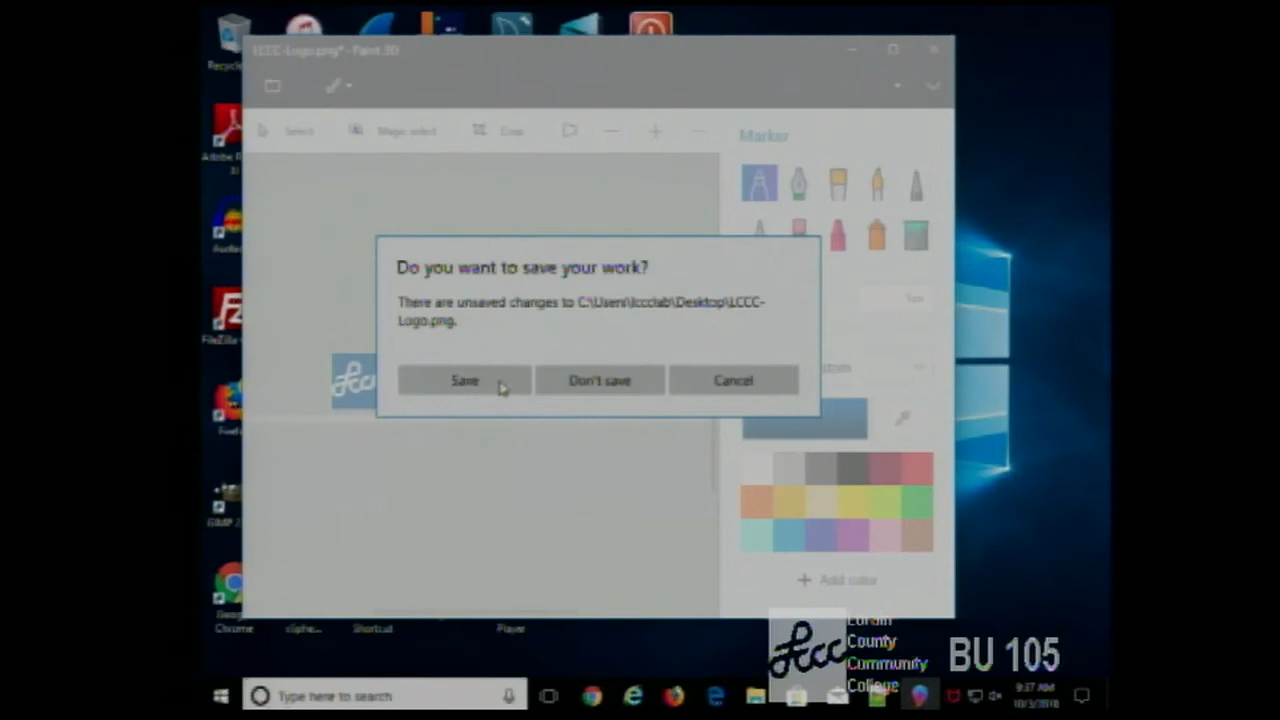 LCCC-Logo.png* - Paint 3D
Select
Magic select
Crop
Marker
Do you want to save your work?
There are unsaved changes to C:\Users\lccclab\Desktop\LCCC-
Logo.png.
Save
Don't save
Cancel
Add color
Chrome
Shortcut
Player
lccc
Lorain
County
Community
College
BU 105
Type here to search
9:37 AM